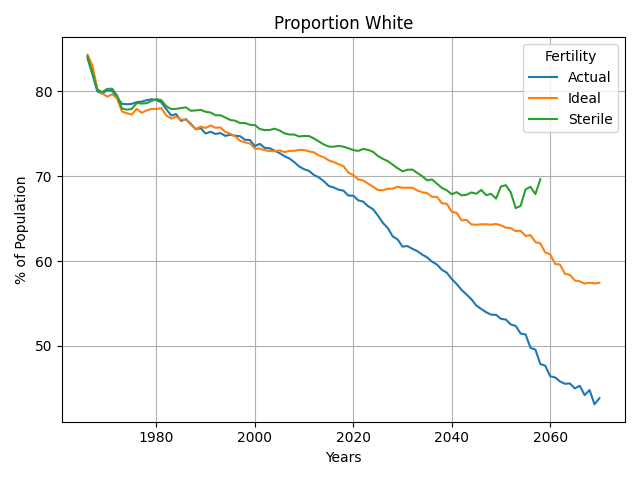 Proportion White
Fertility
Actual
Ideal
Sterile
% of Population
80
70
60
50
1980
2000
2020
2040
2060
Years